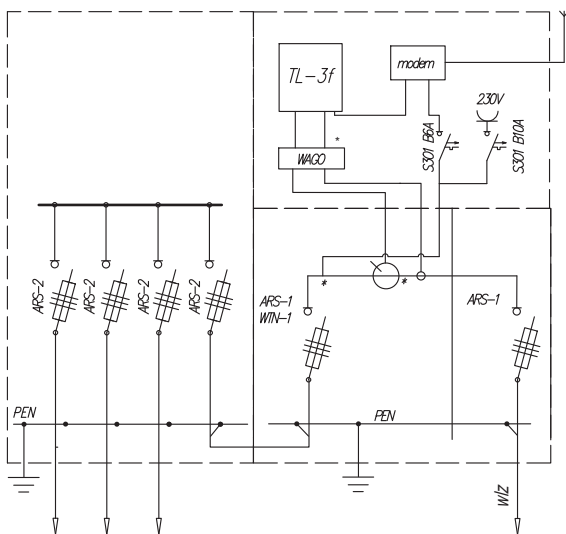 TL-3f
modem
230V
*
WAGO
S301 B6A
S301 B10A
ARS-2
ARS-2
ARS-2
ARS-2
*
*
ARS-1
WTN-1
ARS-1
PEN
PEN
WLZ